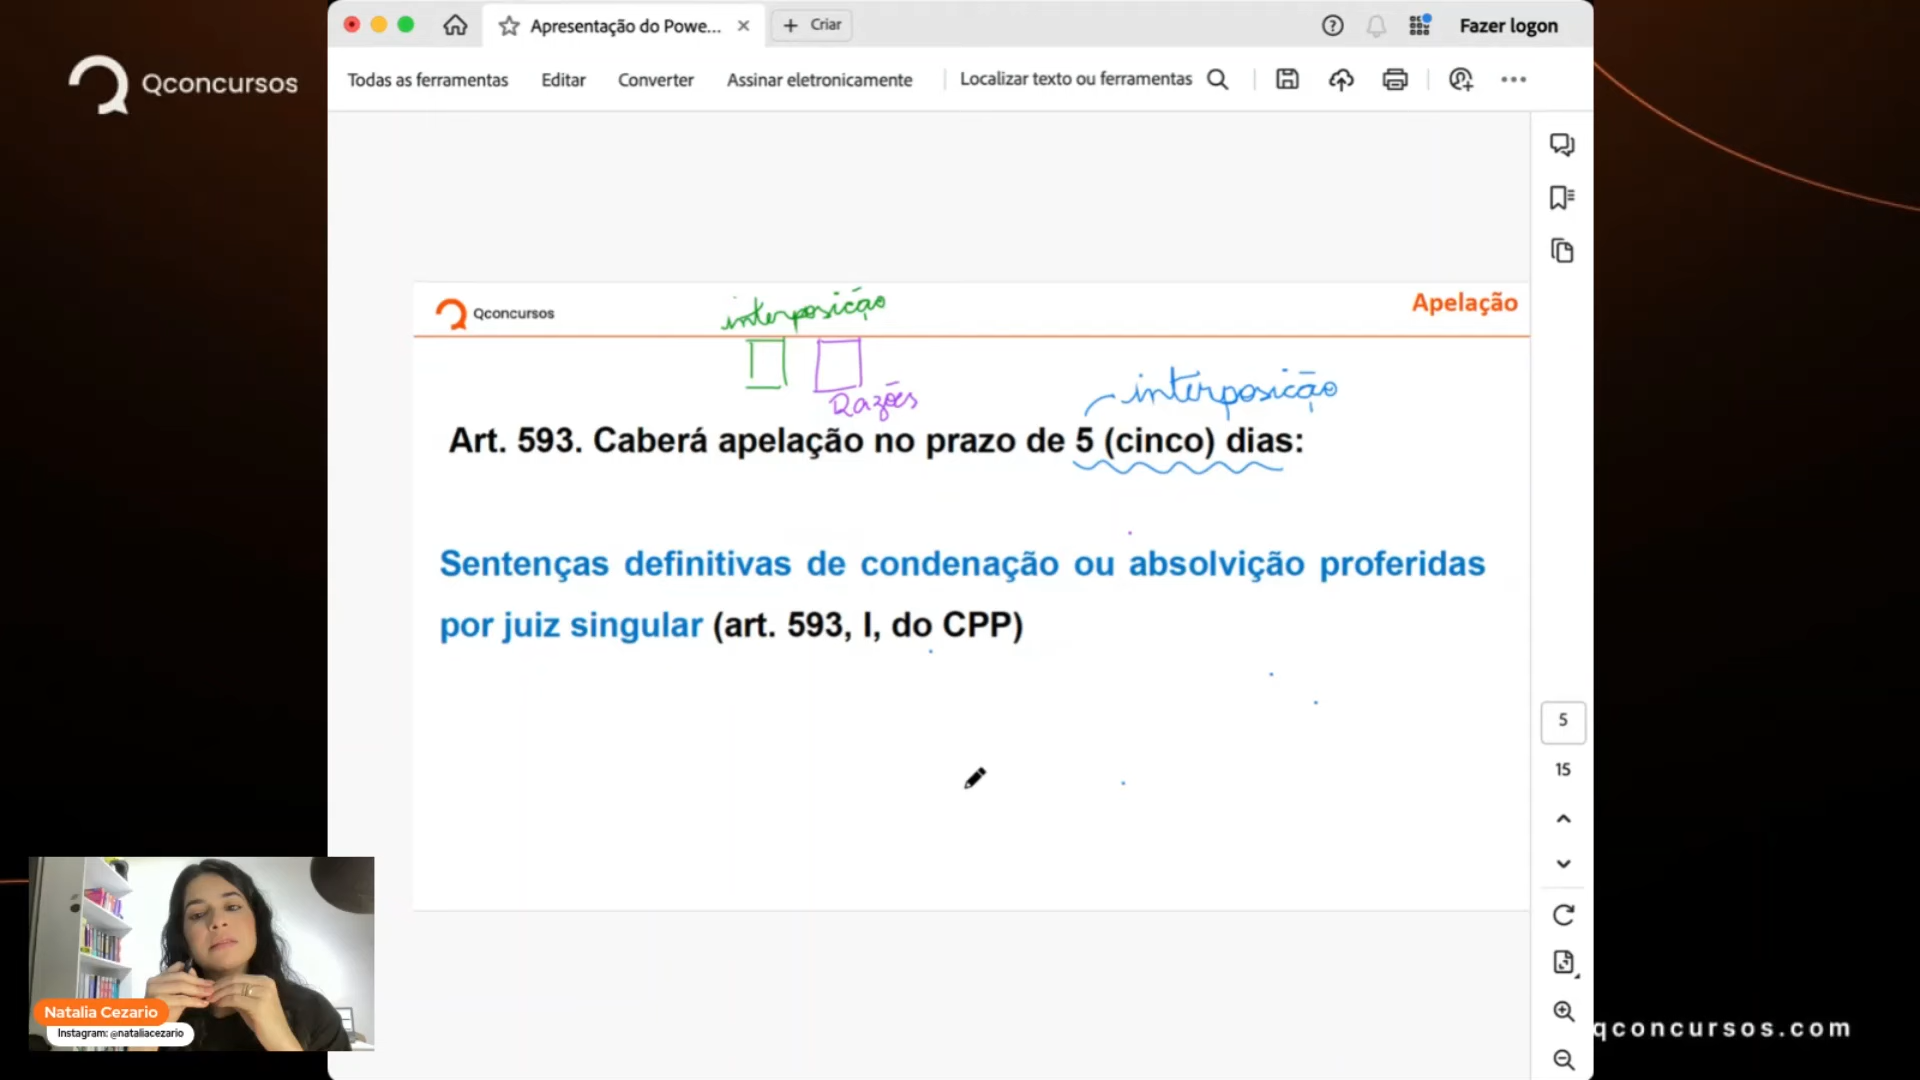 Apresentação do Powe...
Criar
Fazer logon
Qconcursos
Todas as ferramentas
Editar
Converter
Assinar eletronicamente
Localizar texto ou ferramentas
interposição
Qconcursos
Apelação
Razões
interposição
Art. 593. Caberá apelação no prazo de 5 (cinco) dias:
Sentenças definitivas de condenação ou absolvição proferidas
por juiz singular (art. 593, I, do CPP)
5
15
Natalia Cezario
Instagram: @nataliacezario
qconcursos.com